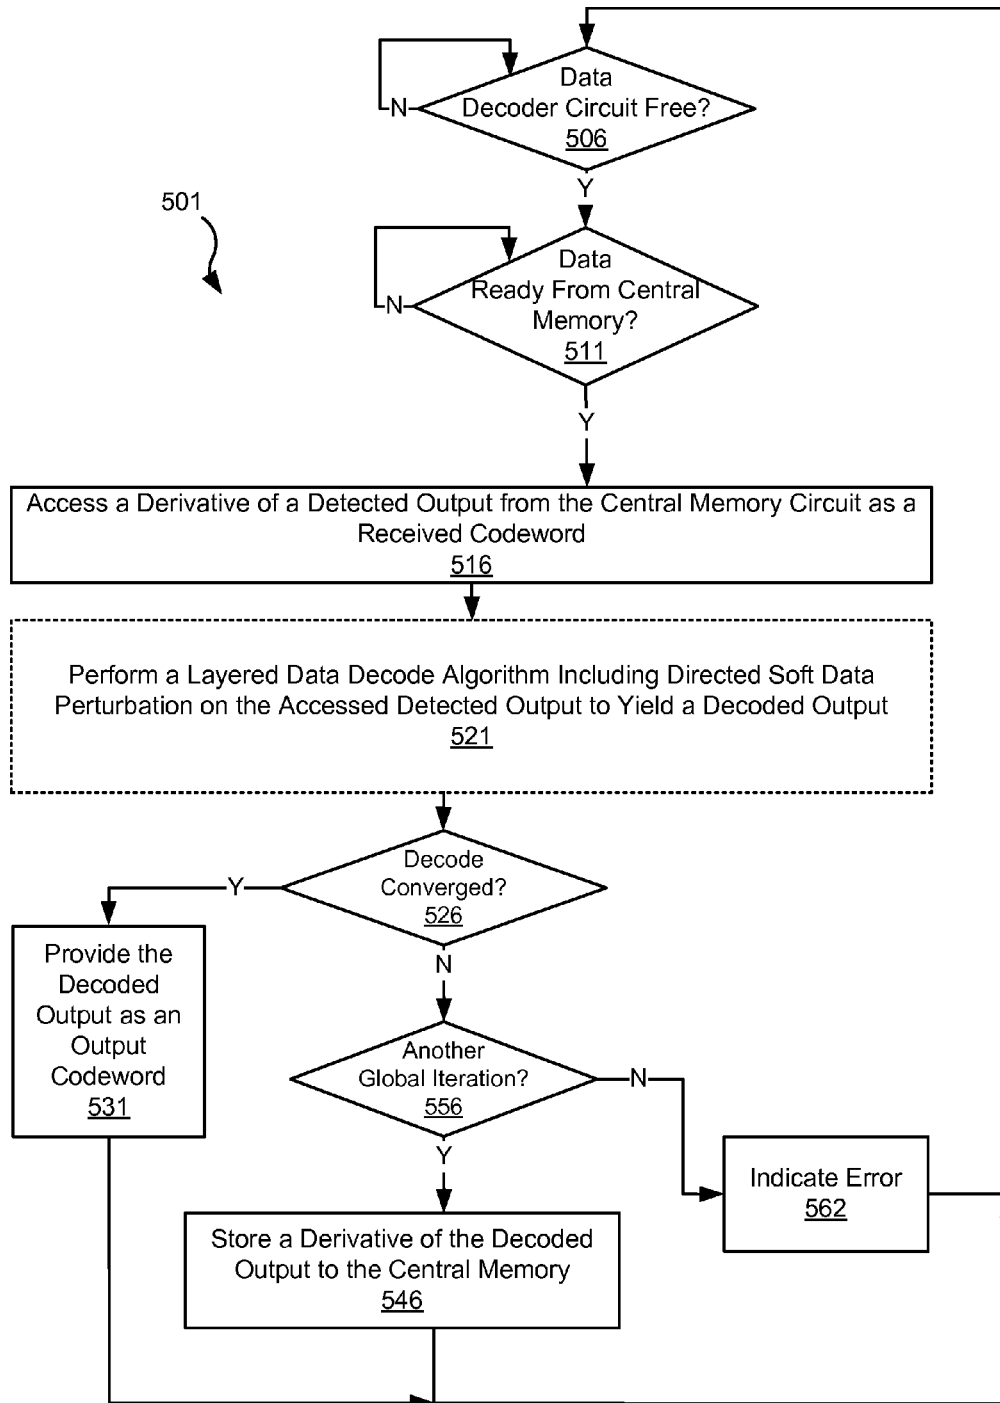 Data
Decoder Circuit Free?
506
N
Y
501
Data
Ready From Central
Memory?
511
N
Y
Access a Derivative of a Detected Output from the Central Memory Circuit as a
Received Codeword
516
Perform a Layered Data Decode Algorithm Including Directed Soft Data
Perturbation on the Accessed Detected Output to Yield a Decoded Output
521
Decode
Converged?
526
Y
N
Provide the
Decoded
Output as an
Output
Codeword
531
Another
Global Iteration?
556
N
Y
Indicate Error
562
Store a Derivative of the Decoded
Output to the Central Memory
546